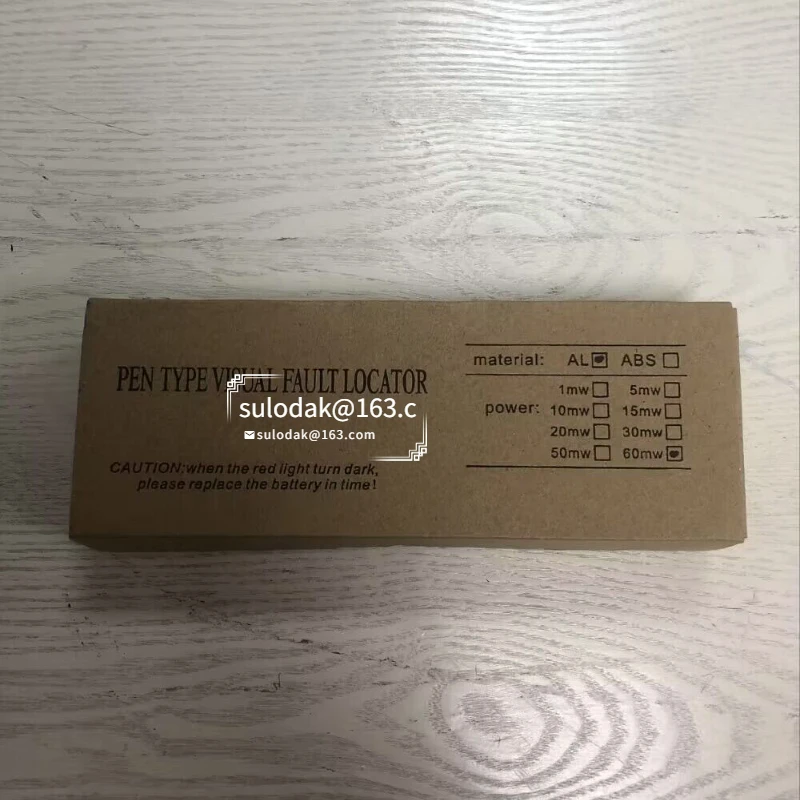 PEN TYPE VISUAL FAULT LOCATOR
sulodak@163.c
sulodak@163.com
CAUTION:when the red light turn dark,
please replace the battery in time!
material: AL ABS
1mw 5mw
power: 10mw 15mw
20mw 30mw
50mw 60mw